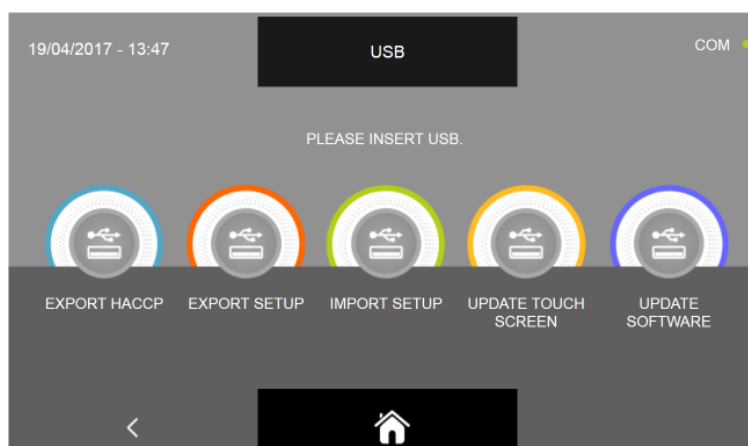 19/04/2017 - 13:47
USB
COM
PLEASE INSERT USB.
EXPORT HACCP
EXPORT SETUP
IMPORT SETUP
UPDATE TOUCH
SCREEN
UPDATE
SOFTWARE